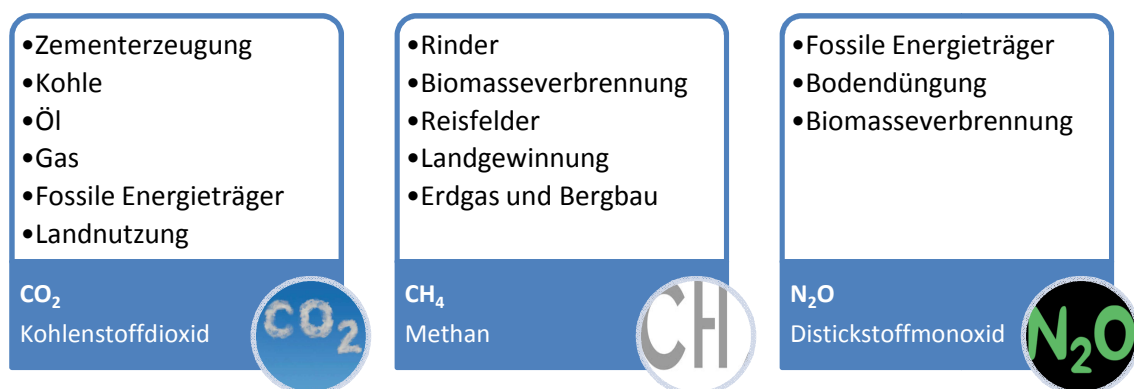 •Zementerzeugung
•Kohle
•Öl
•Gas
•Fossile Energieträger
•Landnutzung
CO₂
Kohlenstoffdioxid
CO₂
•Rinder
•Biomasseverbrennung
•Reisfelder
•Landgewinnung
•Erdgas und Bergbau
CH₄
Methan
CH
•Fossile Energieträger
•Bodendüngung
•Biomasseverbrennung
N₂O
Distickstoffmonoxid
N₂O